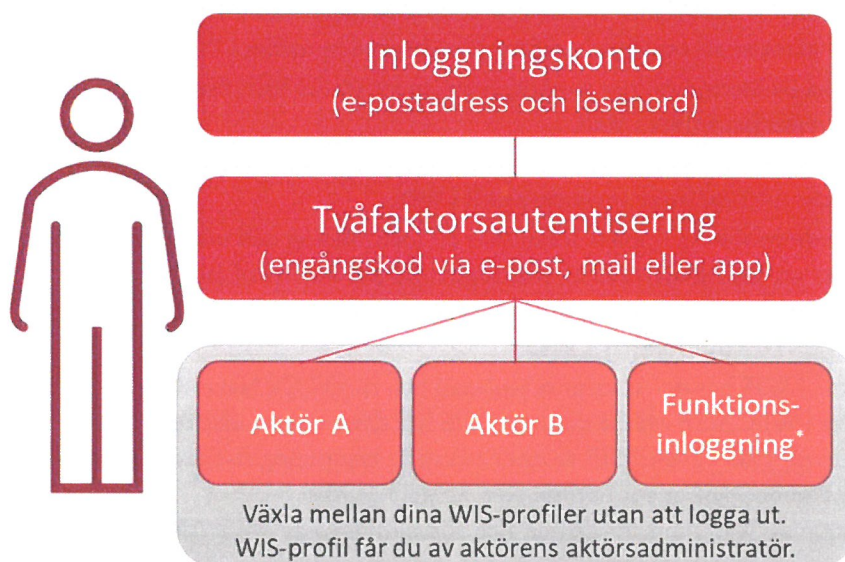 Inloggningskonto
(e-postadress och lösenord)
Tvåfaktorsautentisering
(engångskod via e-post, mail eller app)
Aktör A
Aktör B
Funktions-
inloggning*
Växla mellan dina WIS-profiler utan att logga ut.
WIS-profil får du av aktörens aktörsadministratör.